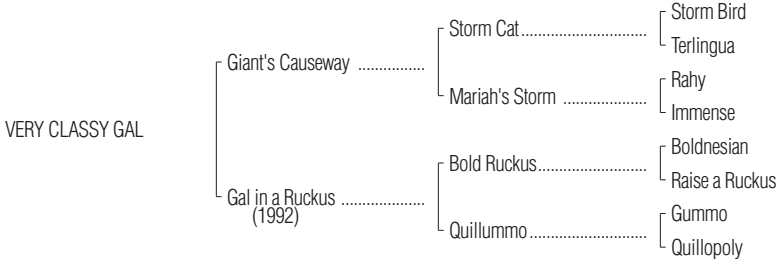 Storm Bird
Storm Cat..............................
Terlingua
Giant's Causeway ................
Rahy
Mariah's Storm ....................
Immense
VERY CLASSY GAL
Boldnesian
Bold Ruckus..........................
Raise a Ruckus
Gal in a Ruckus ....................
(1992)
Gummo
Quillummo............................
Quillopoly